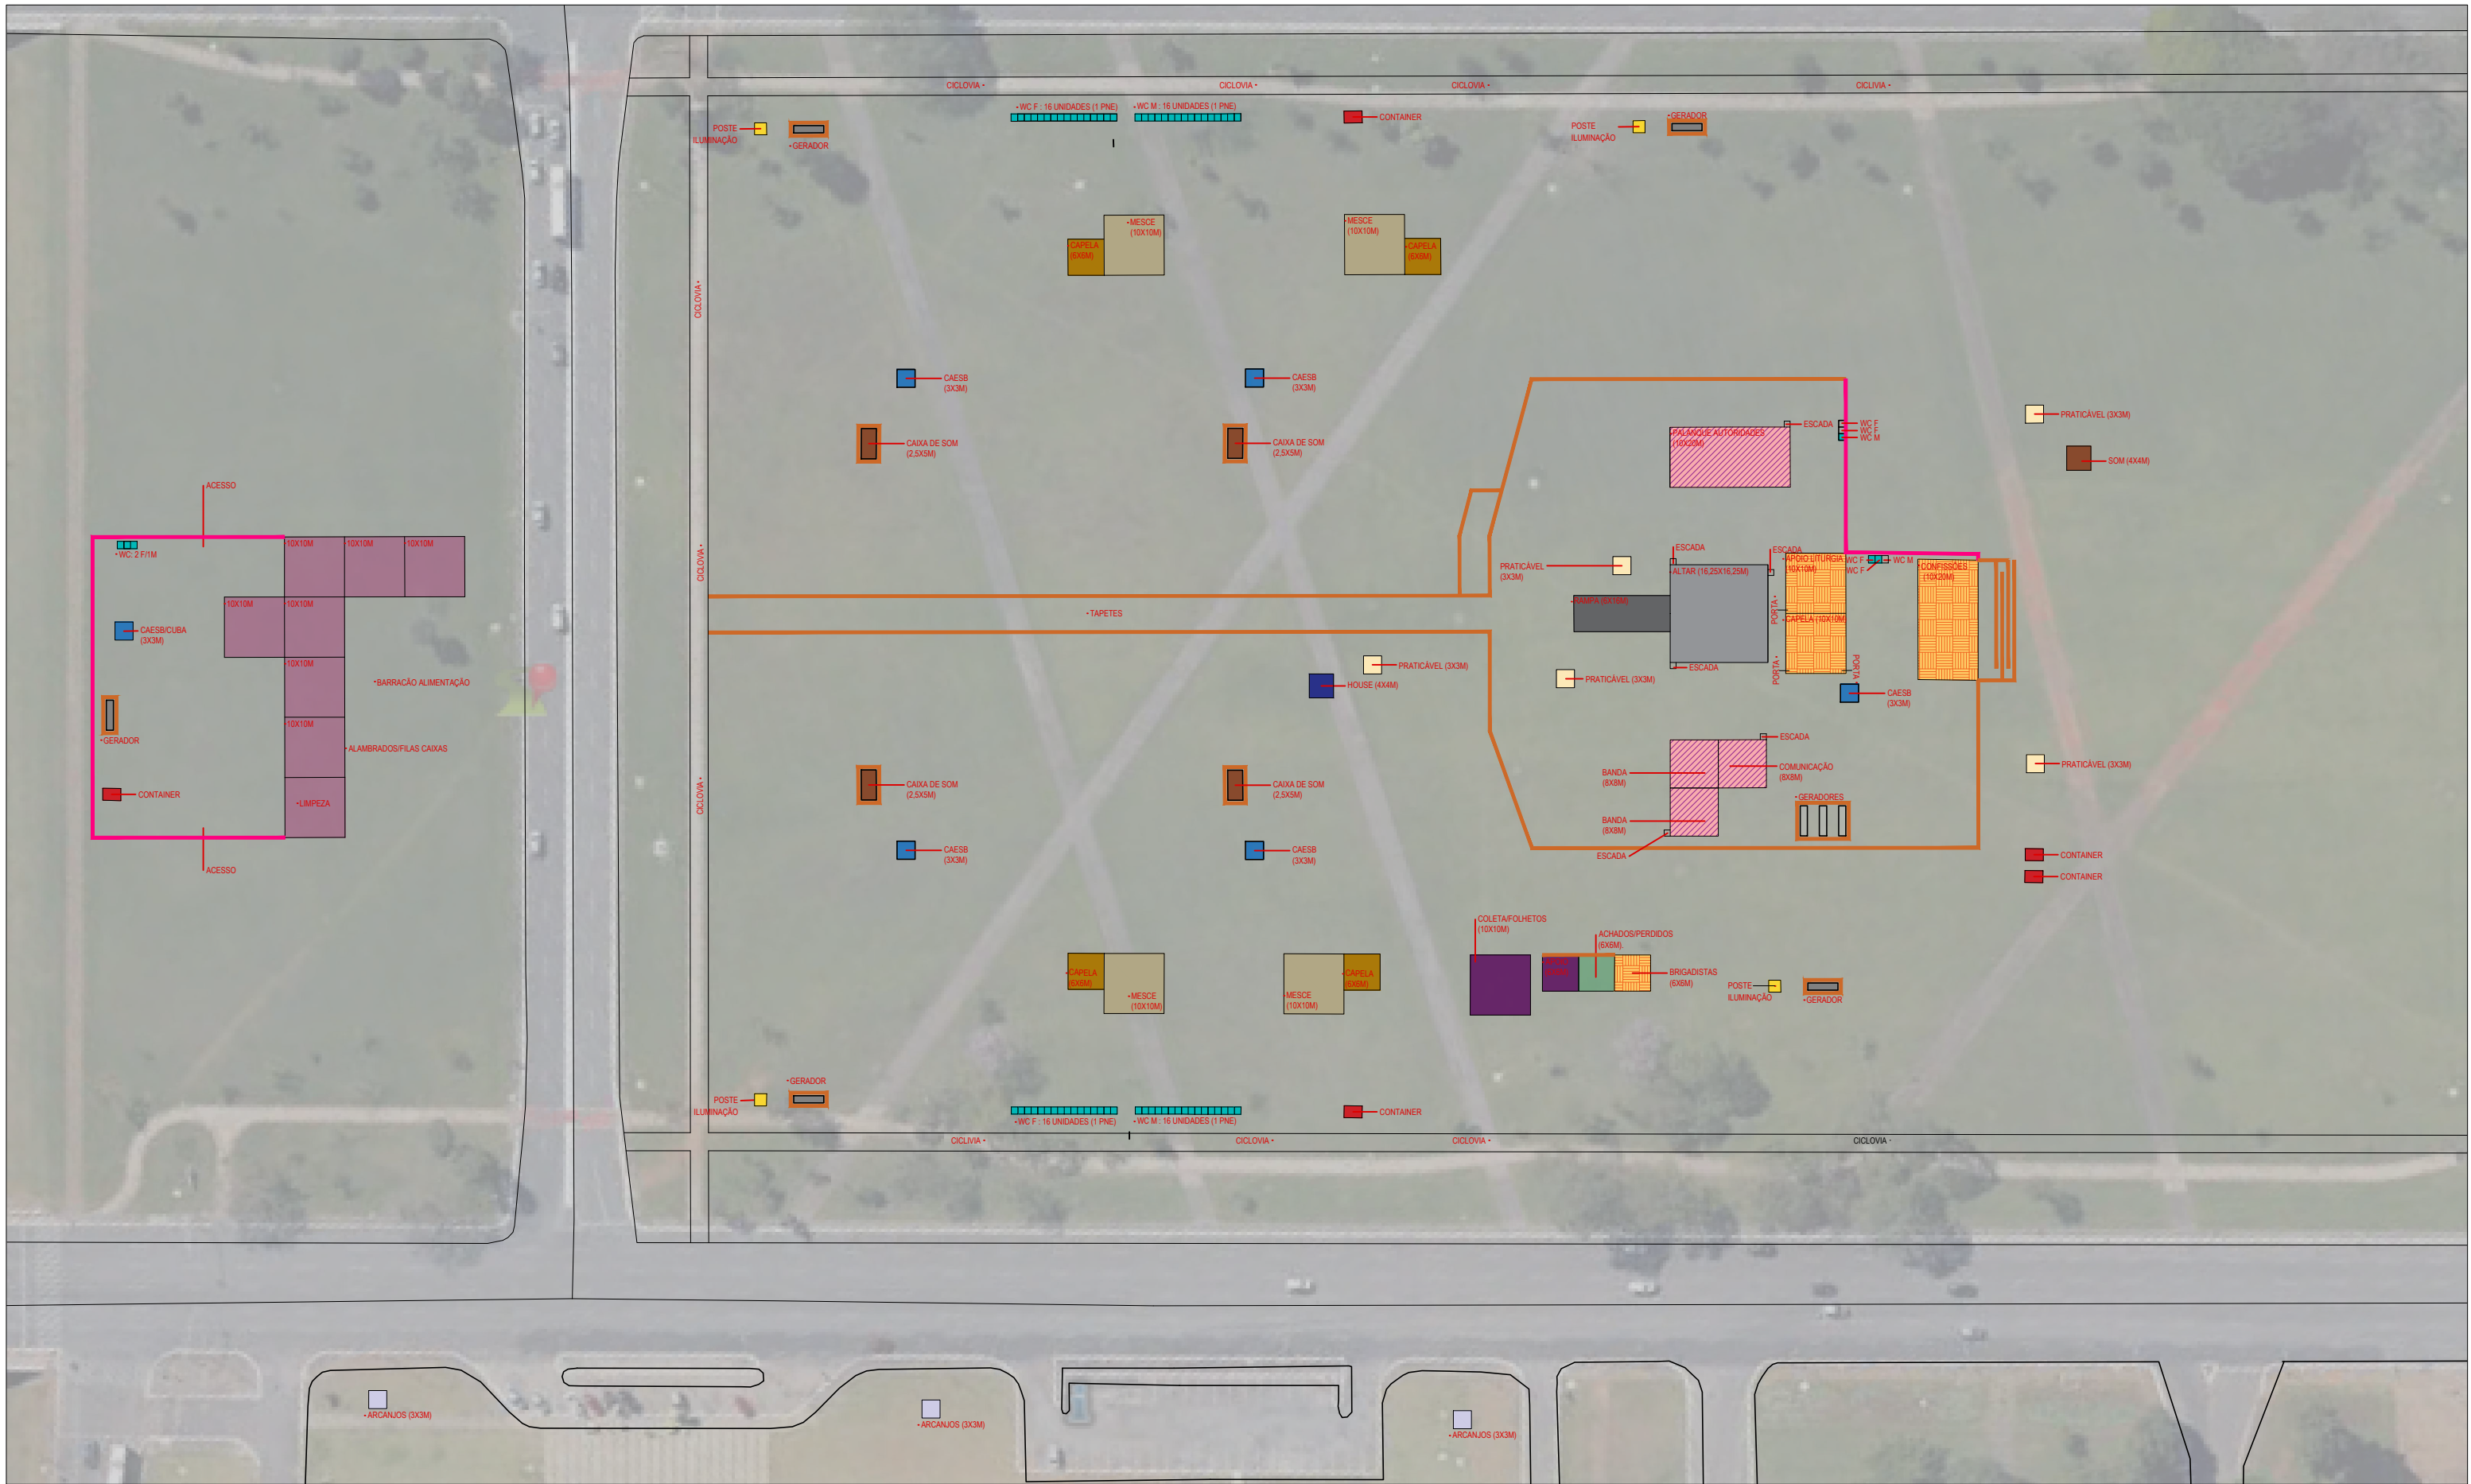 CICLOVIA
CICLOVIA
CICLOVIA
CICLIVIA
WC F : 16 UNIDADES (1 PNE)
WC M : 16 UNIDADES (1 PNE)
CONTAINER
POSTE
ILUMINAÇÃO
GERADOR
POSTE
ILUMINAÇÃO
GERADOR
MESCE
(10X10M)
CAPELA
(6X6M)
MESCE
(10X10M)
CAPELA
(6X6M)
CICLOVIA
CAESB
(3X3M)
CAESB
(3X3M)
CAIXA DE SOM
(2,5X5M)
CAIXA DE SOM
(2,5X5M)
PALANQUE AUTORIDADES
(10X20M)
ESCADA
WC F
WC F
WC M
PRATICÁVEL (3X3M)
SOM (4X4M)
ACESSO
WC: 2 F/1M
10X10M
10X10M
10X10M
10X10M
10X10M
10X10M
10X10M
CAESB/CUBA
(3X3M)
BARRACÃO ALIMENTAÇÃO
GERADOR
ALAMBRADOS/FILAS CAIXAS
CONTAINER
LIMPEZA
ACESSO
CICLOVIA
TAPETES
PRATICÁVEL
(3X3M)
ESCADA
ALTAR (16,25X16,25M)
ESCADA
RAMPA (6X16M)
APOIO LITURGIA
(10X10M)
WC F
WC F
WC M
CONFISSÕES
(10X20M)
PORTA
CAPELA (10X10M
PORTA
PORTA
ESCADA
PRATICÁVEL (3X3M)
HOUSE (4X4M)
PRATICÁVEL (3X3M)
CAESB
(3X3M)
CICLOVIA
CAIXA DE SOM
(2,5X5M)
CAIXA DE SOM
(2,5X5M)
ESCADA
BANDA
(8X8M)
COMUNICAÇÃO
(8X8M)
GERADORES
BANDA
(8X8M)
ESCADA
PRATICÁVEL (3X3M)
CAESB
(3X3M)
CAESB
(3X3M)
CONTAINER
CONTAINER
COLETA/FOLHETOS
(10X10M)
ACHADOS/PERDIDOS
(6X6M).
BRIGADISTAS
(6X6M)
POSTE
ILUMINAÇÃO
GERADOR
CAPELA
(6X6M)
MESCE
(10X10M)
MESCE
(10X10M)
CAPELA
(6X6M)
GERADOR
POSTE
ILUMINAÇÃO
WC F : 16 UNIDADES (1 PNE)
WC M : 16 UNIDADES (1 PNE)
CONTAINER
CICLIVIA
CICLOVIA
CICLOVIA
CICLOVIA
ARCANJOS (3X3M)
ARCANJOS (3X3M)
ARCANJOS (3X3M)